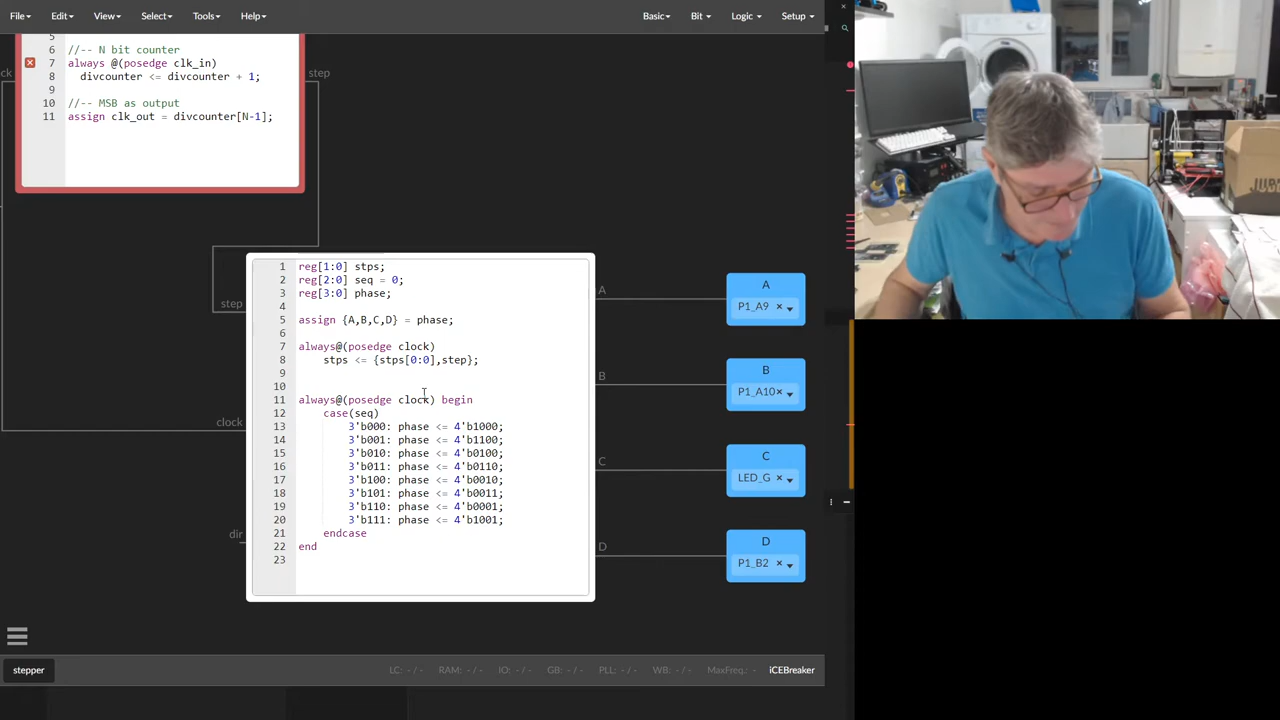 File Edit View Select Tools Help Basic Bit Logic Setup
5
6 //-- N bit counter
7 always @(posedge clk_in)
8 divcounter <= divcounter + 1;
9
10 //-- MSB as output
11 assign clk_out = divcounter[N-1];
ck
step
step
clock
dir
1 reg[1:0] stps;
2 reg[2:0] seq = 0;
3 reg[3:0] phase;
4
5 assign {A,B,C,D} = phase;
6
7 always@(posedge clock)
8 stps <= {stps[0:0],step};
9
10
11 always@(posedge clock) begin
12 case(seq)
13 3'b000: phase <= 4'b1000;
14 3'b001: phase <= 4'b1100;
15 3'b010: phase <= 4'b0100;
16 3'b011: phase <= 4'b0110;
17 3'b100: phase <= 4'b0010;
18 3'b101: phase <= 4'b0011;
19 3'b110: phase <= 4'b0001;
20 3'b111: phase <= 4'b1001;
21 endcase
22 end
23
A
A
P1_A9
B
B
P1_A10
C
C
LED_G
D
D
P1_B2
stepper LC: - / - RAM: - / - IO: - / - GB: - / - PLL: - / - WB: - / - MaxFreq.: - iCEBreaker